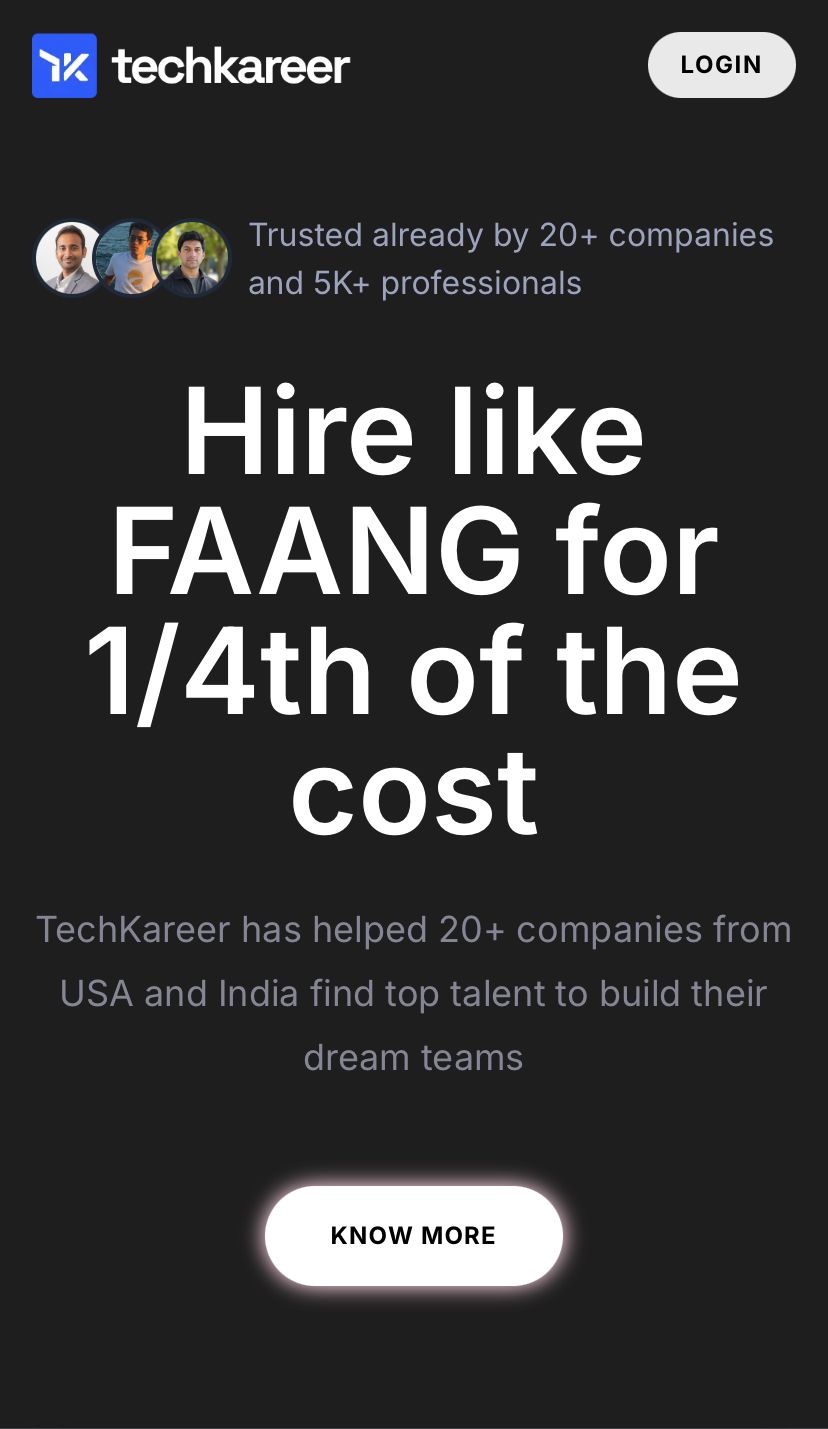 techkareer
LOGIN
Trusted already by 20+ companies
and 5K+ professionals
Hire like
FAANG for
1/4th of the
cost
TechKareer has helped 20+ companies from
USA and India find top talent to build their
dream teams
KNOW MORE